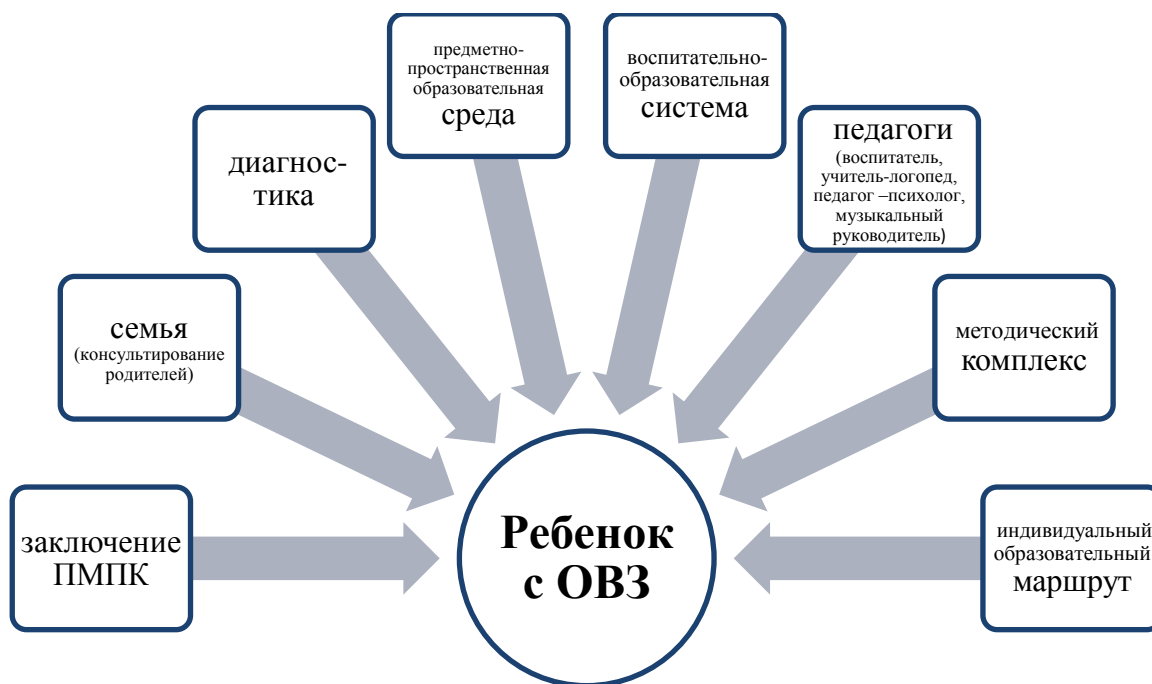 предметно-
пространственная
образовательная
среда
воспитательно-
образовательная
система
диагнос-
тика
педагоги
(воспитатель,
учитель-логопед,
педагог –психолог,
музыкальный
руководитель)
семья
(консультирование
родителей)
методический
комплекс
заключение
ПМПК
Ребенок
с ОВЗ
индивидуальный
образовательный
маршрут